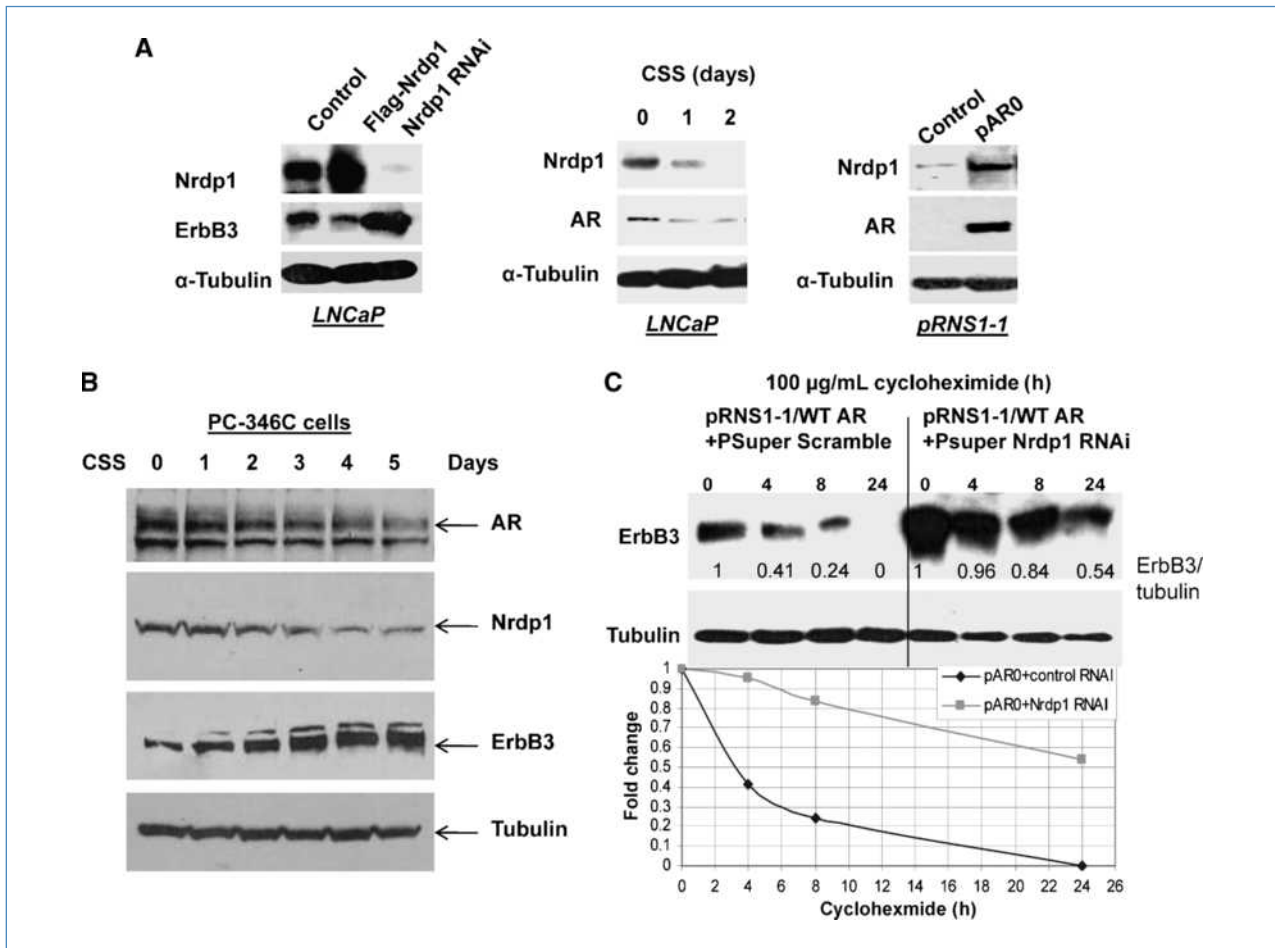 A
Control
Flag-Nrdp1
Nrdp1 RNAi
Nrdp1
ErbB3
α-Tubulin
LNCaP
CSS (days)
0 1 2
Nrdp1
AR
α-Tubulin
LNCaP
Control
pAR0
Nrdp1
AR
α-Tubulin
pRNS1-1
B
PC-346C cells
CSS 0 1 2 3 4 5 Days
AR
Nrdp1
ErbB3
Tubulin
C
100 µg/mL cycloheximide (h)
pRNS1-1/WT AR
+PSuper Scramble
pRNS1-1/WT AR
+Psuper Nrdp1 RNAi
0 4 8 24 0 4 8 24
ErbB3
1 0.41 0.24 0 1 0.96 0.84 0.54
ErbB3/
tubulin
Tubulin
pAR0+control RNAI
pAR0+Nrdp1 RNAI
Fold change
1
0.9
0.8
0.7
0.6
0.5
0.4
0.3
0.2
0.1
0
0 2 4 6 8 10 12 14 16 18 20 22 24 26
Cyclohexmide (h)